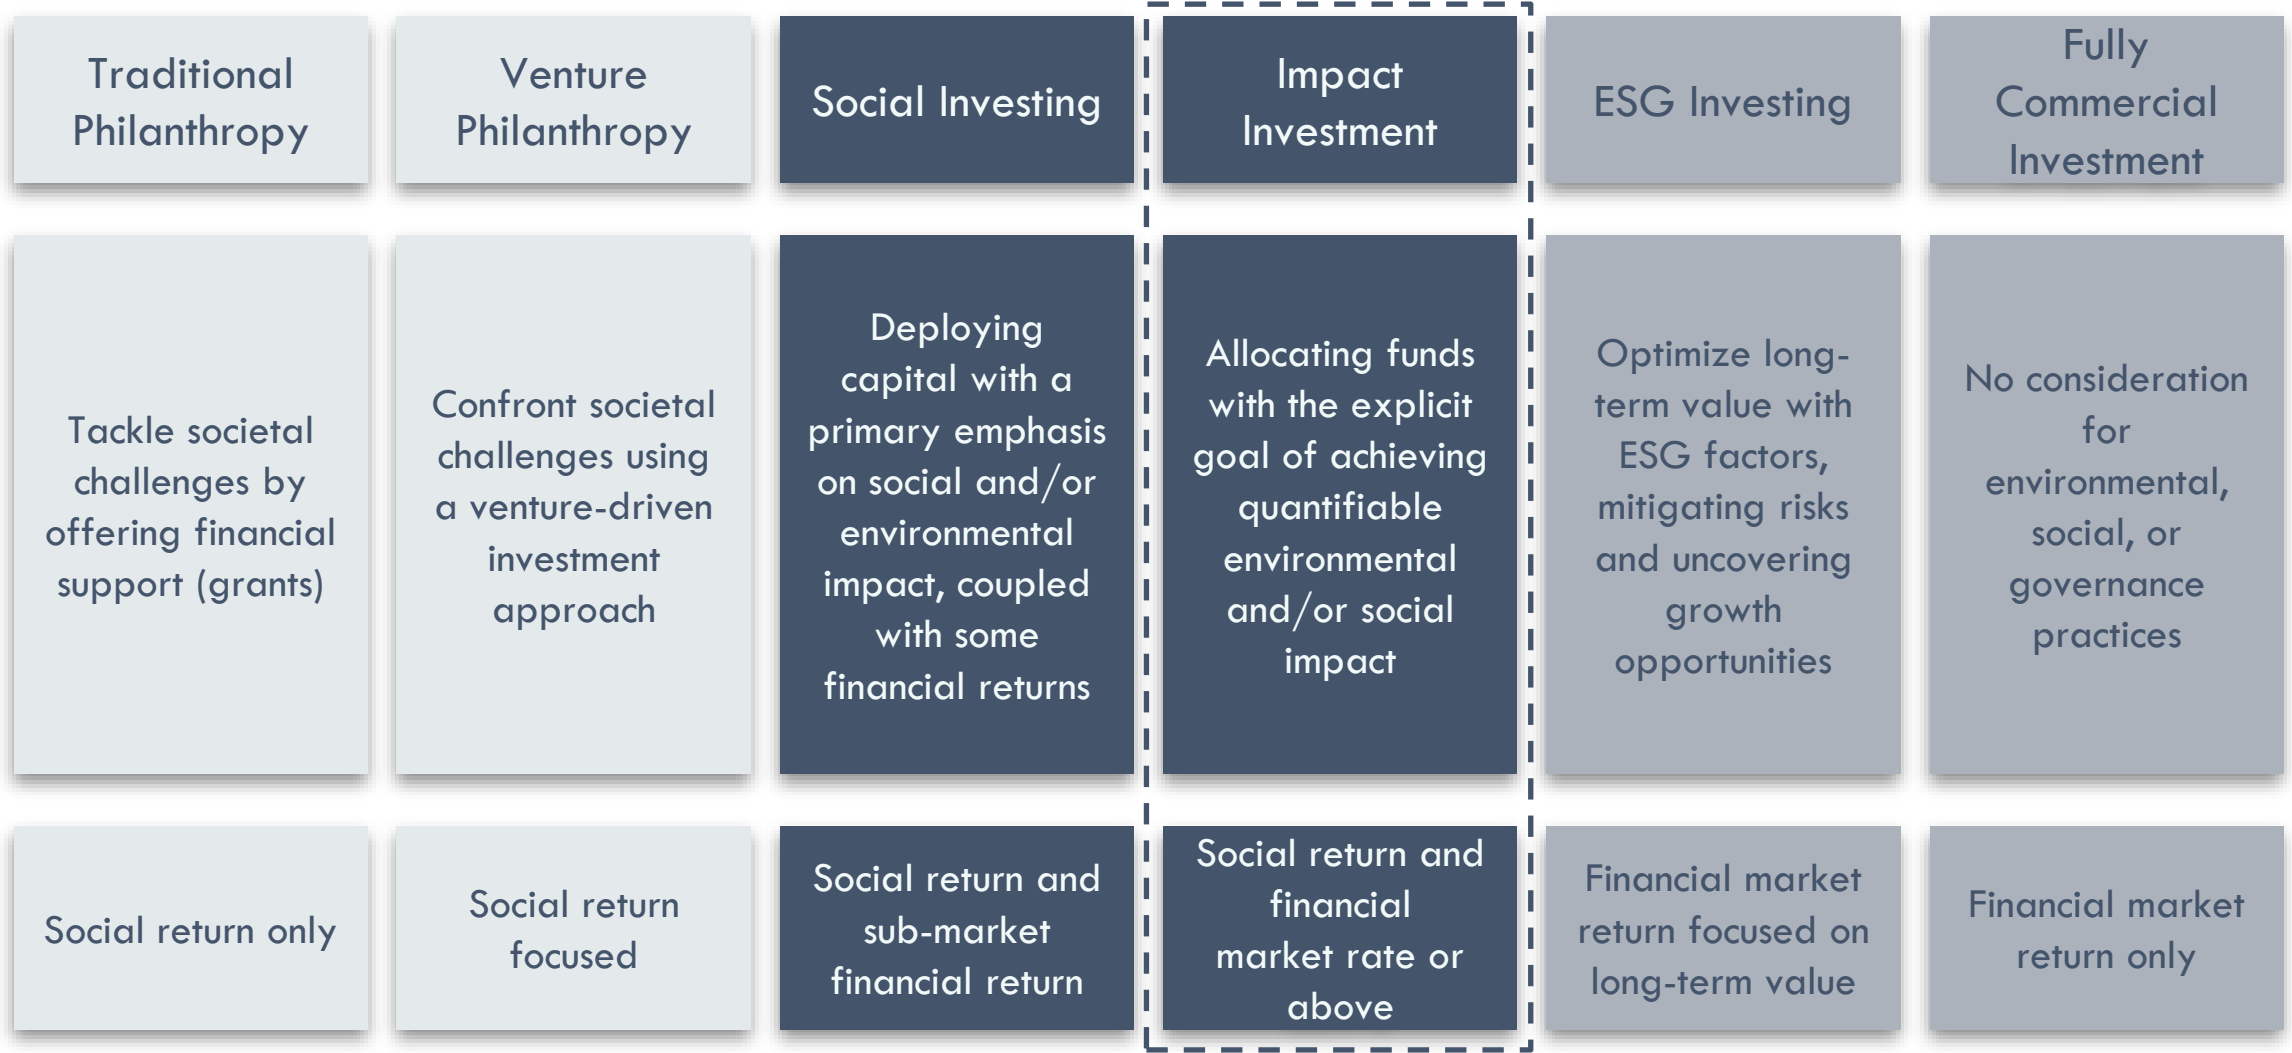 Traditional
Philanthropy
Venture
Philanthropy
Social Investing
Impact
Investment
ESG Investing
Fully
Commercial
Investment
Tackle societal
challenges by
offering financial
support (grants)
Confront societal
challenges using
a venture-driven
investment
approach
Deploying
capital with a
primary emphasis
on social and/or
environmental
impact, coupled
with some
financial returns
Allocating funds
with the explicit
goal of achieving
quantifiable
environmental
and/or social
impact
Optimize long-
term value with
ESG factors,
mitigating risks
and uncovering
growth
opportunities
No consideration
for
environmental,
social, or
governance
practices
Social return only
Social return
focused
Social return and
sub-market
financial return
Social return and
financial
market rate or
above
Financial market
return focused on
long-term value
Financial market
return only